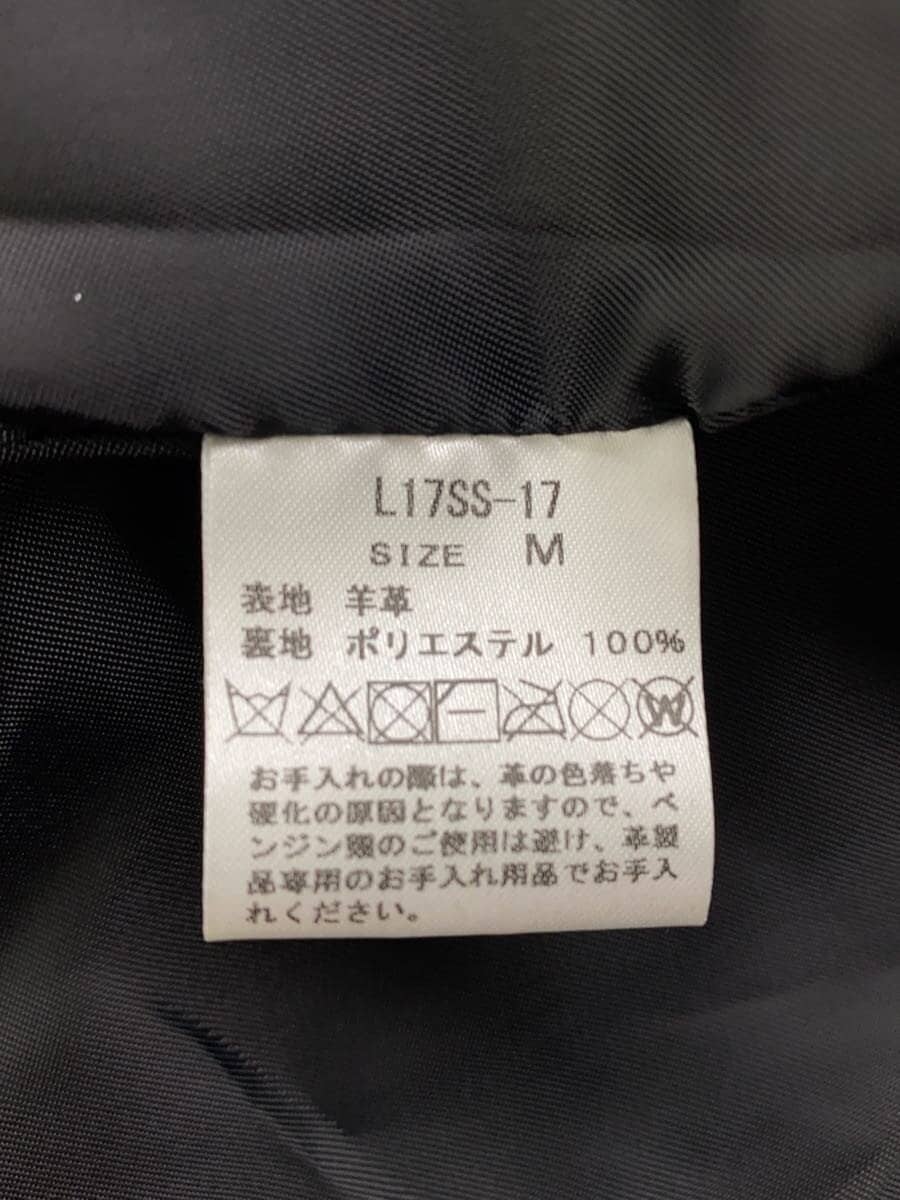 L17SS-17
SIZE M
表地 羊革
裏地 ポリエステル 100%
W
お手入れの際は、革の色落ちや
硬化の原因となりますので、ベ
ンジン類のご使用は避け、革製
品専用のお手入れ用品でお手入
れください。